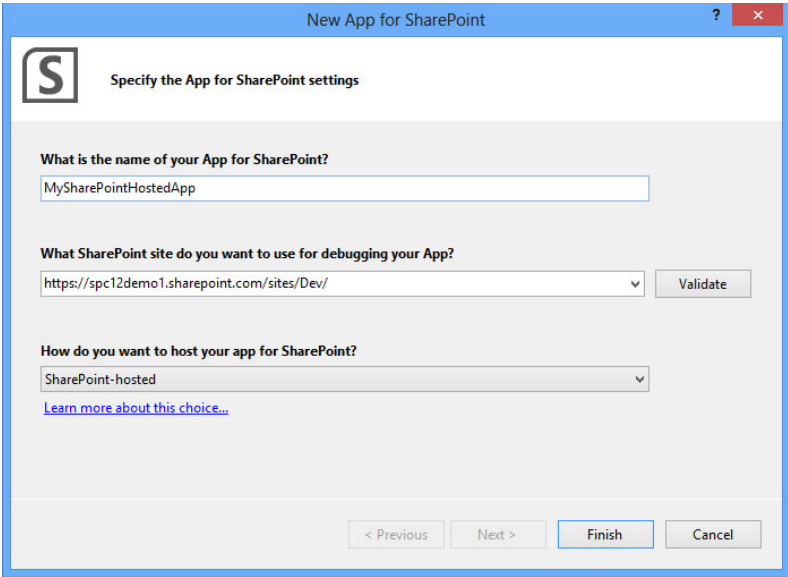 New App for SharePoint
?
S
Specify the App for SharePoint settings
What is the name of your App for SharePoint?
MySharePointHostedApp
What SharePoint site do you want to use for debugging your App?
https://spc12demo1.sharepoint.com/sites/Dev/
Validate
How do you want to host your app for SharePoint?
SharePoint-hosted
Learn more about this choice...
< Previous Next > Finish Cancel